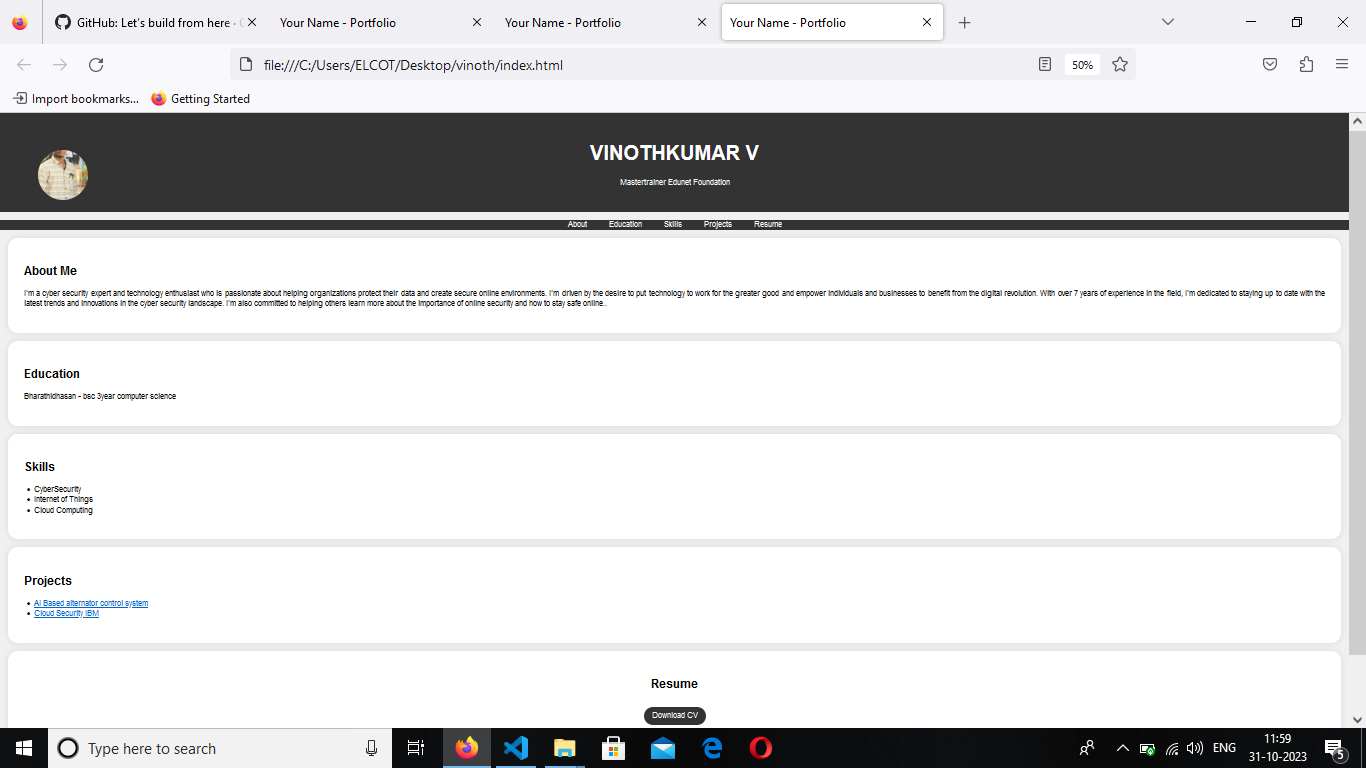 GitHub: Let's build from here ·
Your Name - Portfolio
Your Name - Portfolio
Your Name - Portfolio
file:///C:/Users/ELCOT/Desktop/vinoth/index.html
50%
Import bookmarks...
Getting Started
VINOTHKUMAR V
Mastertrainer Edunet Foundation
About Education Skills Projects Resume
About Me
I'm a cyber security expert and technology enthusiast who is passionate about helping organizations protect their data and create secure online environments. I'm driven by the desire to put technology to work for the greater good and empower individuals and businesses to benefit from the digital revolution. With over 7 years of experience in the field, I'm dedicated to staying up to date with the
latest trends and innovations in the cyber security landscape. I'm also committed to helping others learn more about the importance of online security and how to stay safe online..
Education
Bharathidhasan - bsc 3year computer science
Skills
CyberSecurity
Internet of Things
Cloud Computing
Projects
AI Based alternator control system
Cloud Security IBM
Resume
Download CV
Type here to search
ENG
11:59
31-10-2023
5